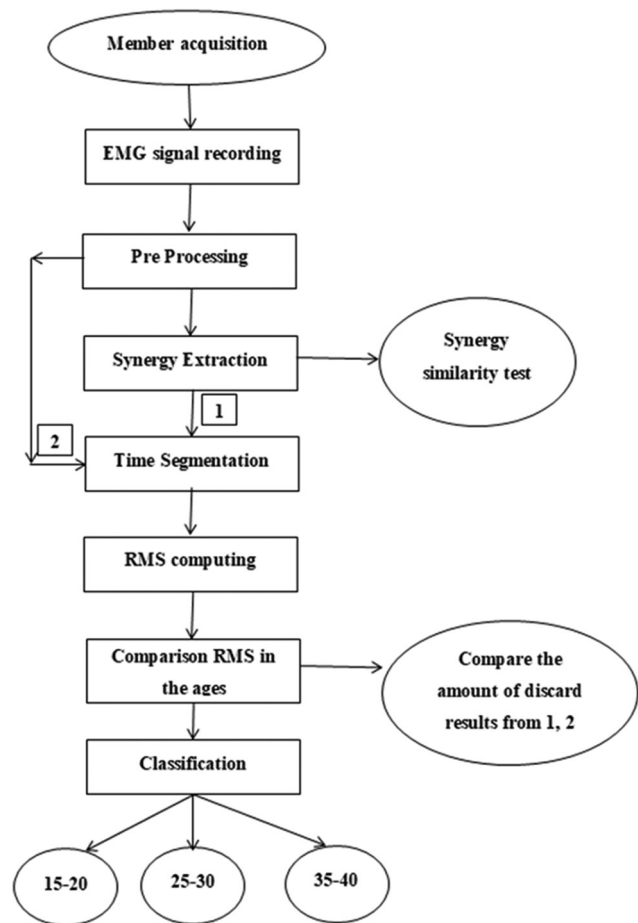 Member acquisition
EMG signal recording
Pre Processing
Synergy Extraction
Synergy
similarity test
1
2
Time Segmentation
RMS computing
Comparison RMS in
the ages
Compare the
amount of discard
results from 1, 2
Classification
15-20
25-30
35-40